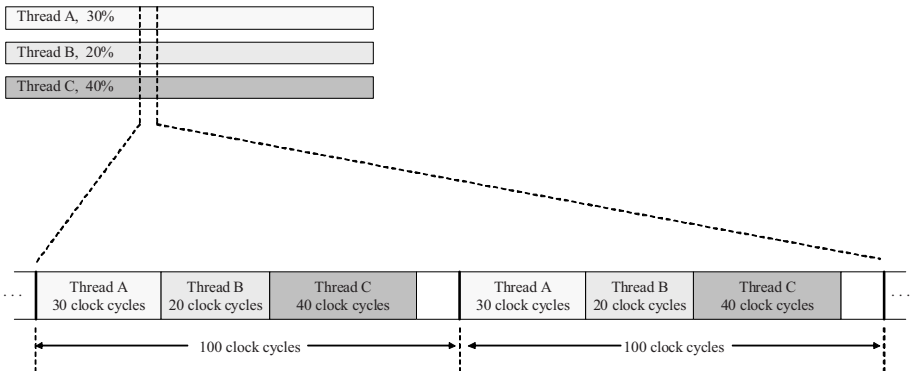 Thread A, 30%
Thread B, 20%
Thread C, 40%
. . .
Thread A
30 clock cycles
Thread B
20 clock cycles
Thread C
40 clock cycles
Thread A
30 clock cycles
Thread B
20 clock cycles
Thread C
40 clock cycles
. . .
100 clock cycles
100 clock cycles